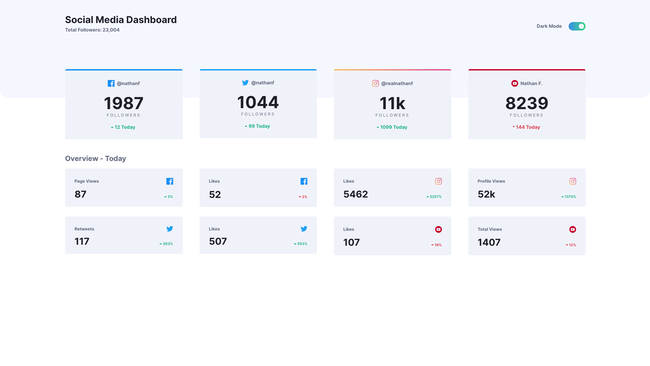 Social Media Dashboard
Total Followers: 23,004
Dark Mode
@nathanf
1987
FOLLOWERS
12 Today
@nathanf
1044
FOLLOWERS
99 Today
@realnathanf
11k
FOLLOWERS
1099 Today
Nathan F.
8239
FOLLOWERS
144 Today
Overview - Today
Page Views
87
3%
Likes
52
2%
Likes
5462
2257%
Profile Views
52k
1375%
Retweets
117
303%
Likes
507
553%
Likes
107
19%
Total Views
1407
12%